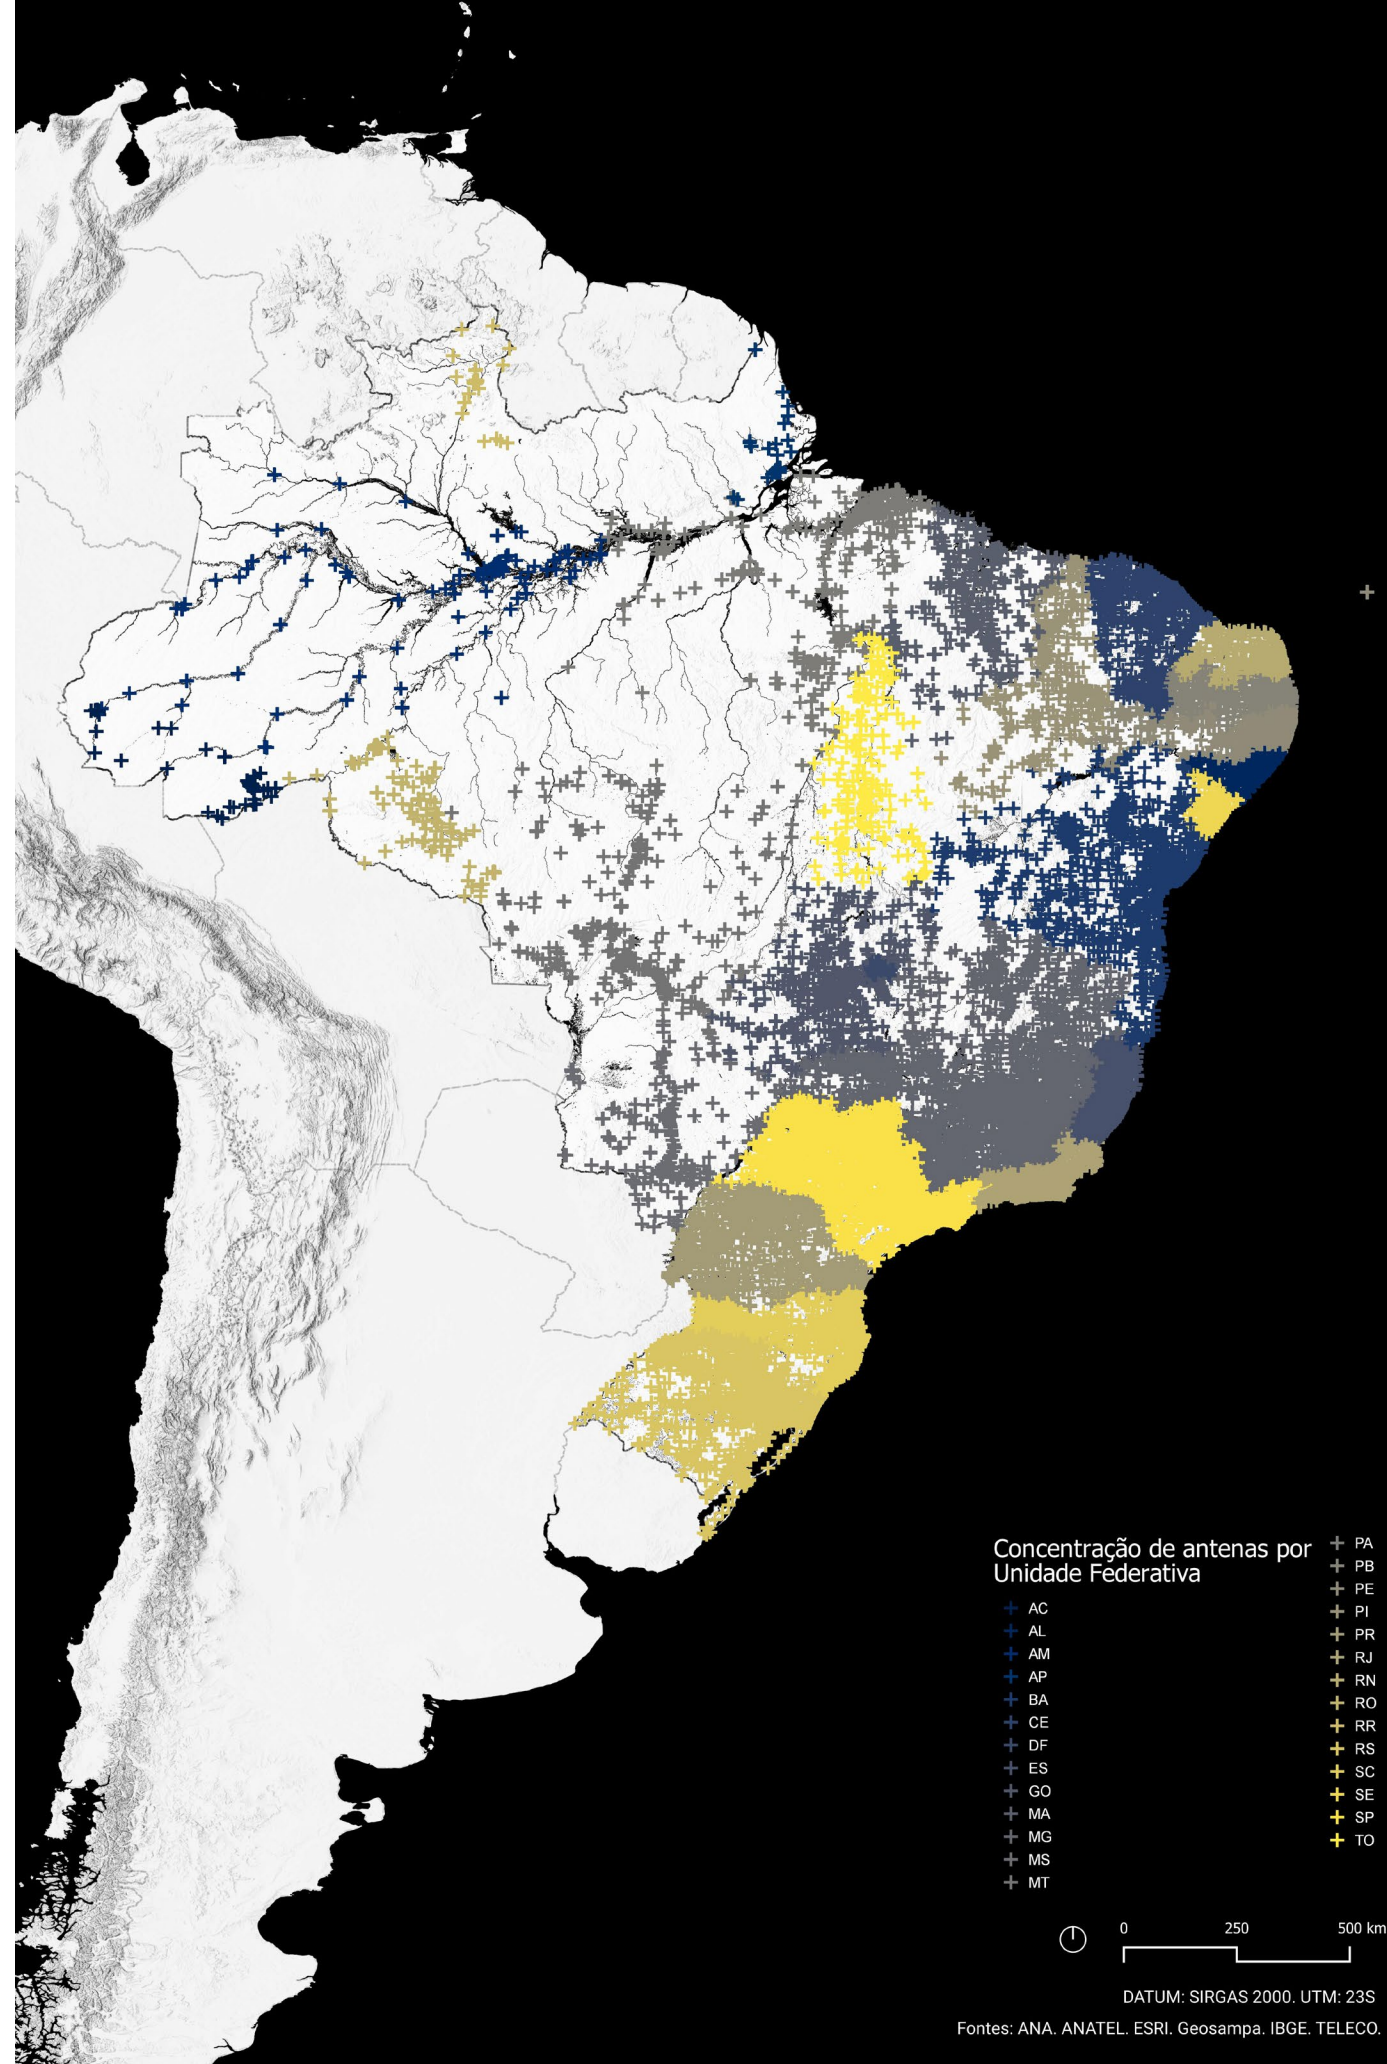 Concentração de antenas por
Unidade Federativa
AC
AL
AM
AP
BA
CE
DF
ES
GO
MA
MG
MS
MT
PA
PB
PE
PI
PR
RJ
RN
RO
RR
RS
SC
SE
SP
TO
0 250 500 km
DATUM: SIRGAS 2000. UTM: 23S
Fontes: ANA. ANATEL. ESRI. Geosampa. IBGE. TELECO.